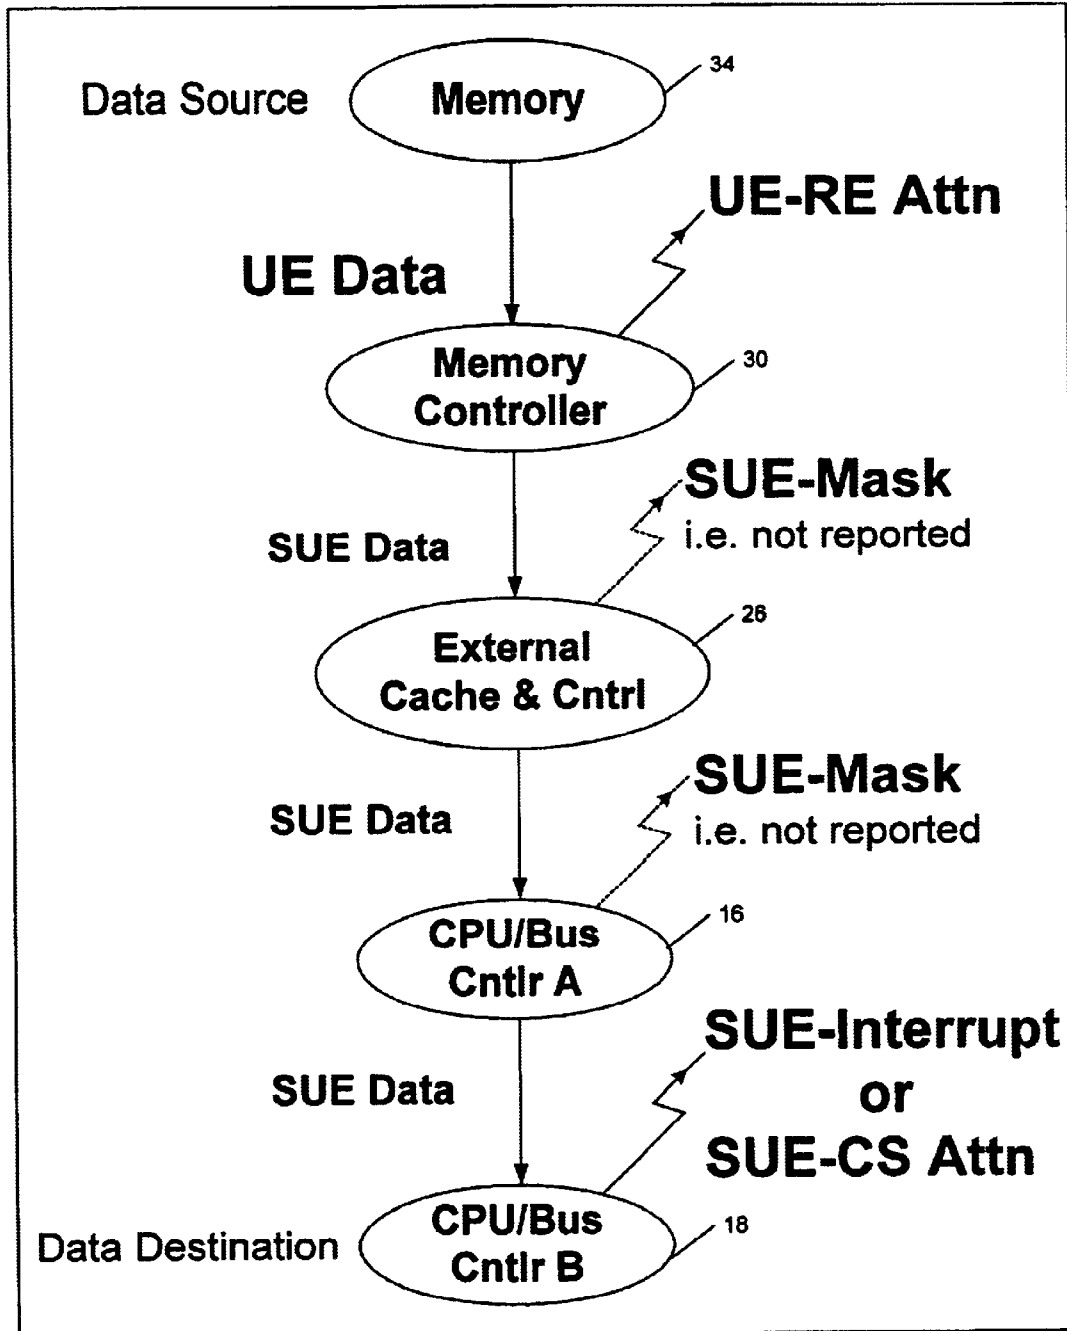 34
Data Source
Memory
UE-RE Attn
UE Data
30
Memory
Controller
SUE-Mask
i.e. not reported
SUE Data
26
External
Cache & Cntrl
SUE-Mask
i.e. not reported
SUE Data
16
CPU/Bus
Cntlr A
SUE-Interrupt
or
SUE-CS Attn
SUE Data
18
CPU/Bus
Cntlr B
Data Destination